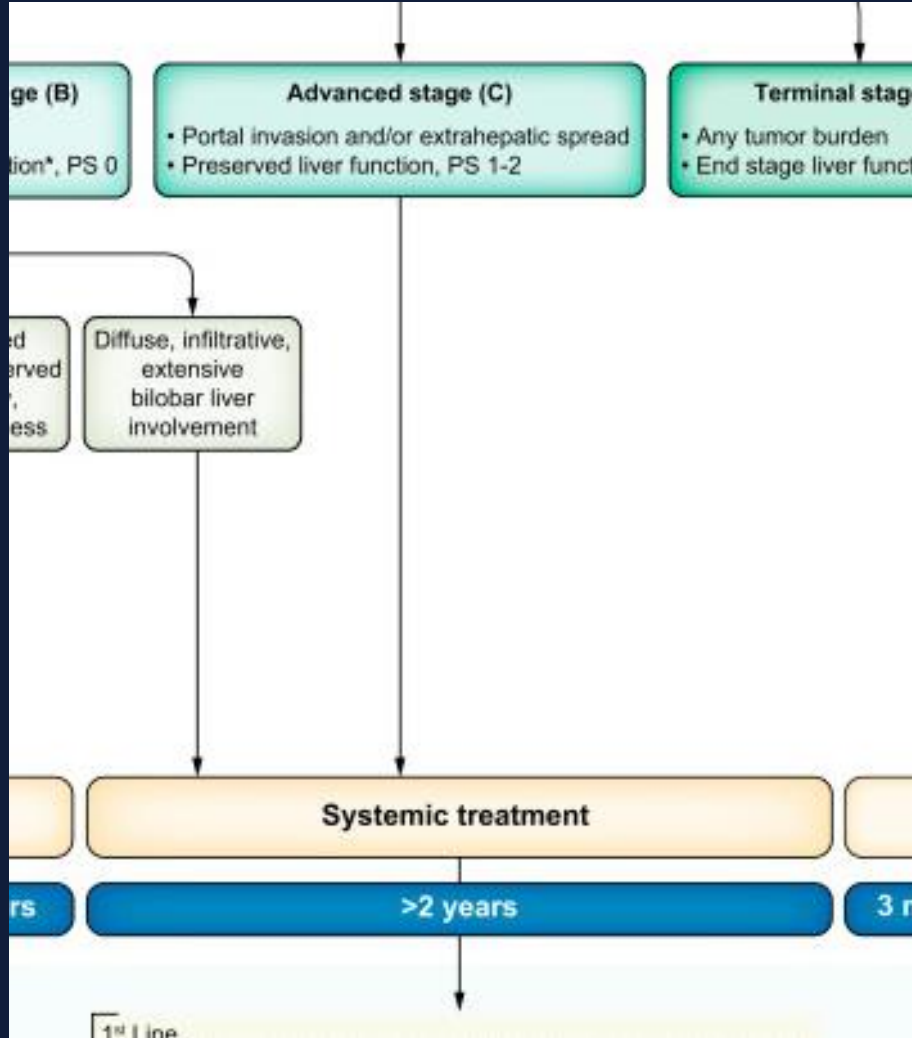 ge (B)
tion*, PS 0
Advanced stage (C)
• Portal invasion and/or extrahepatic spread
• Preserved liver function, PS 1-2
Terminal stag
• Any tumor burden
• End stage liver funct
ed
erved
,
ess
Diffuse, infiltrative,
extensive
bilobar liver
involvement
Systemic treatment
rs
>2 years
3 m
1st Line